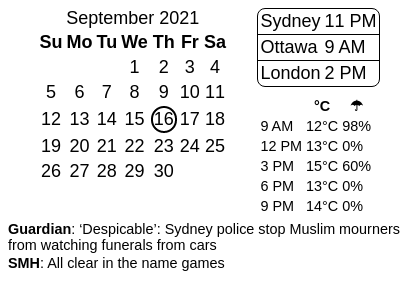 September 2021
Su Mo Tu We Th Fr Sa
1 2 3 4
5 6 7 8 9 10 11
12 13 14 15 16 17 18
19 20 21 22 23 24 25
26 27 28 29 30
Sydney 11 PM
Ottawa 9 AM
London 2 PM
°C ☂
9 AM 12°C 98%
12 PM 13°C 0%
3 PM 15°C 60%
6 PM 13°C 0%
9 PM 14°C 0%
Guardian: ‘Despicable’: Sydney police stop Muslim mourners
from watching funerals from cars
SMH: All clear in the name games